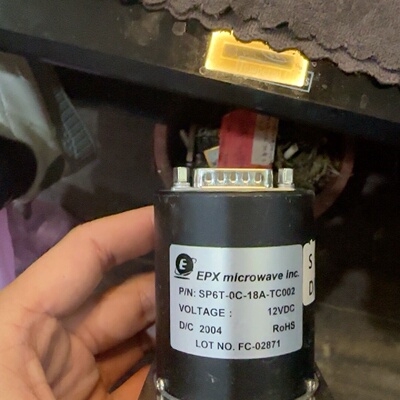 E
EPX microwave inc.
P/N: SP6T-0C-18A-TC002
VOLTAGE : 12VDC
D/C 2004 RoHS
LOT NO. FC-02871
S
D